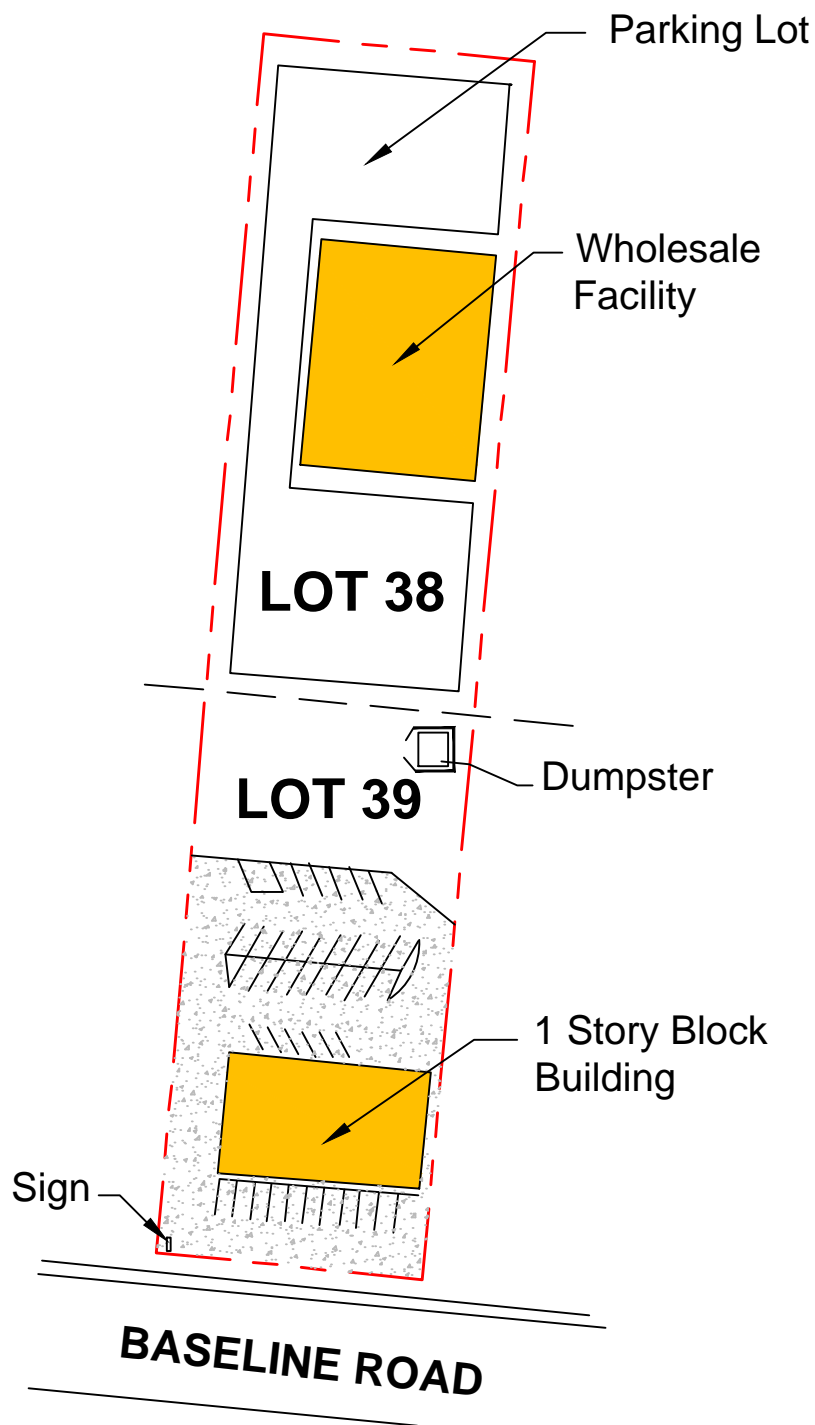 Parking Lot
Wholesale
Facility
LOT 38
LOT 39
Dumpster
1 Story Block
Building
Sign
BASELINE ROAD